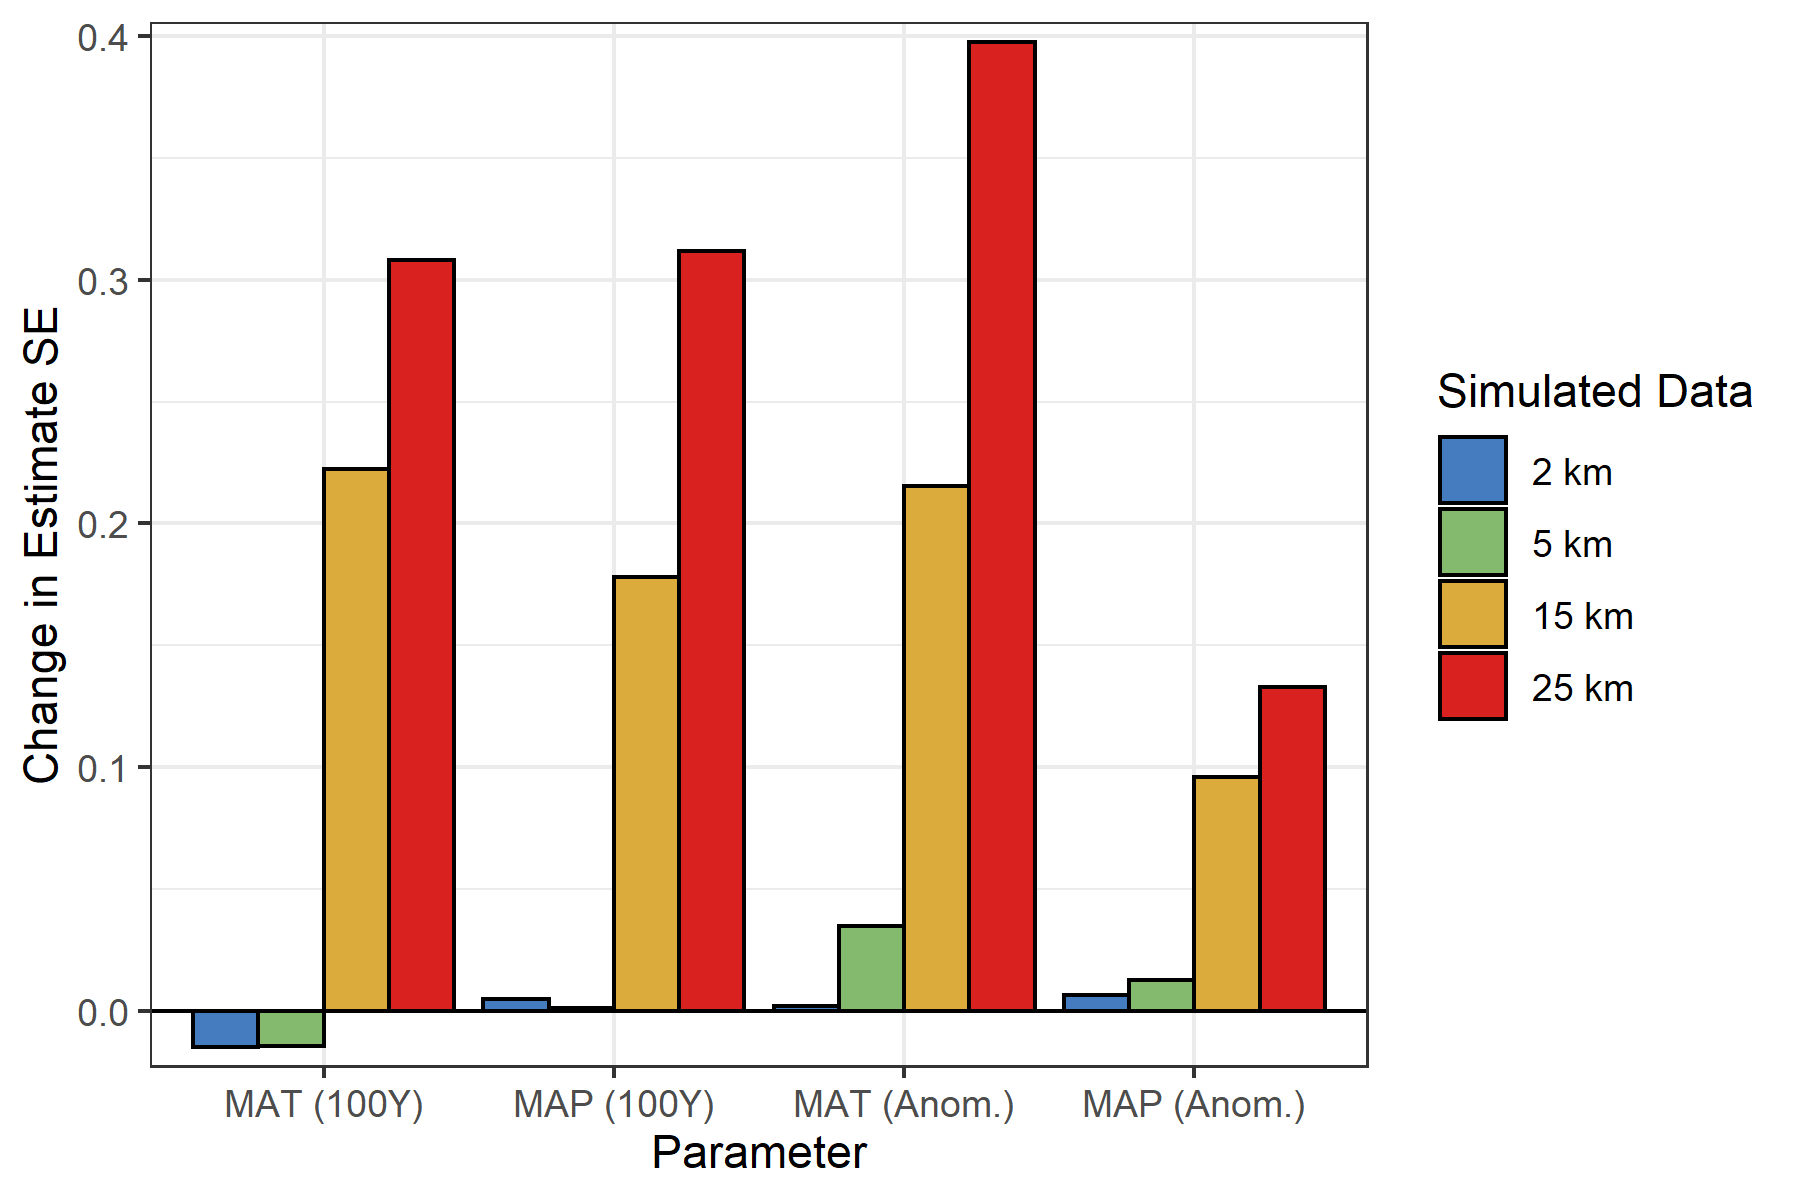 Change in Estimate SE
0.4
0.3
0.2
0.1
0.0
MAT (100Y)
MAP (100Y)
MAT (Anom.)
MAP (Anom.)
Parameter
Simulated Data
2 km
5 km
15 km
25 km